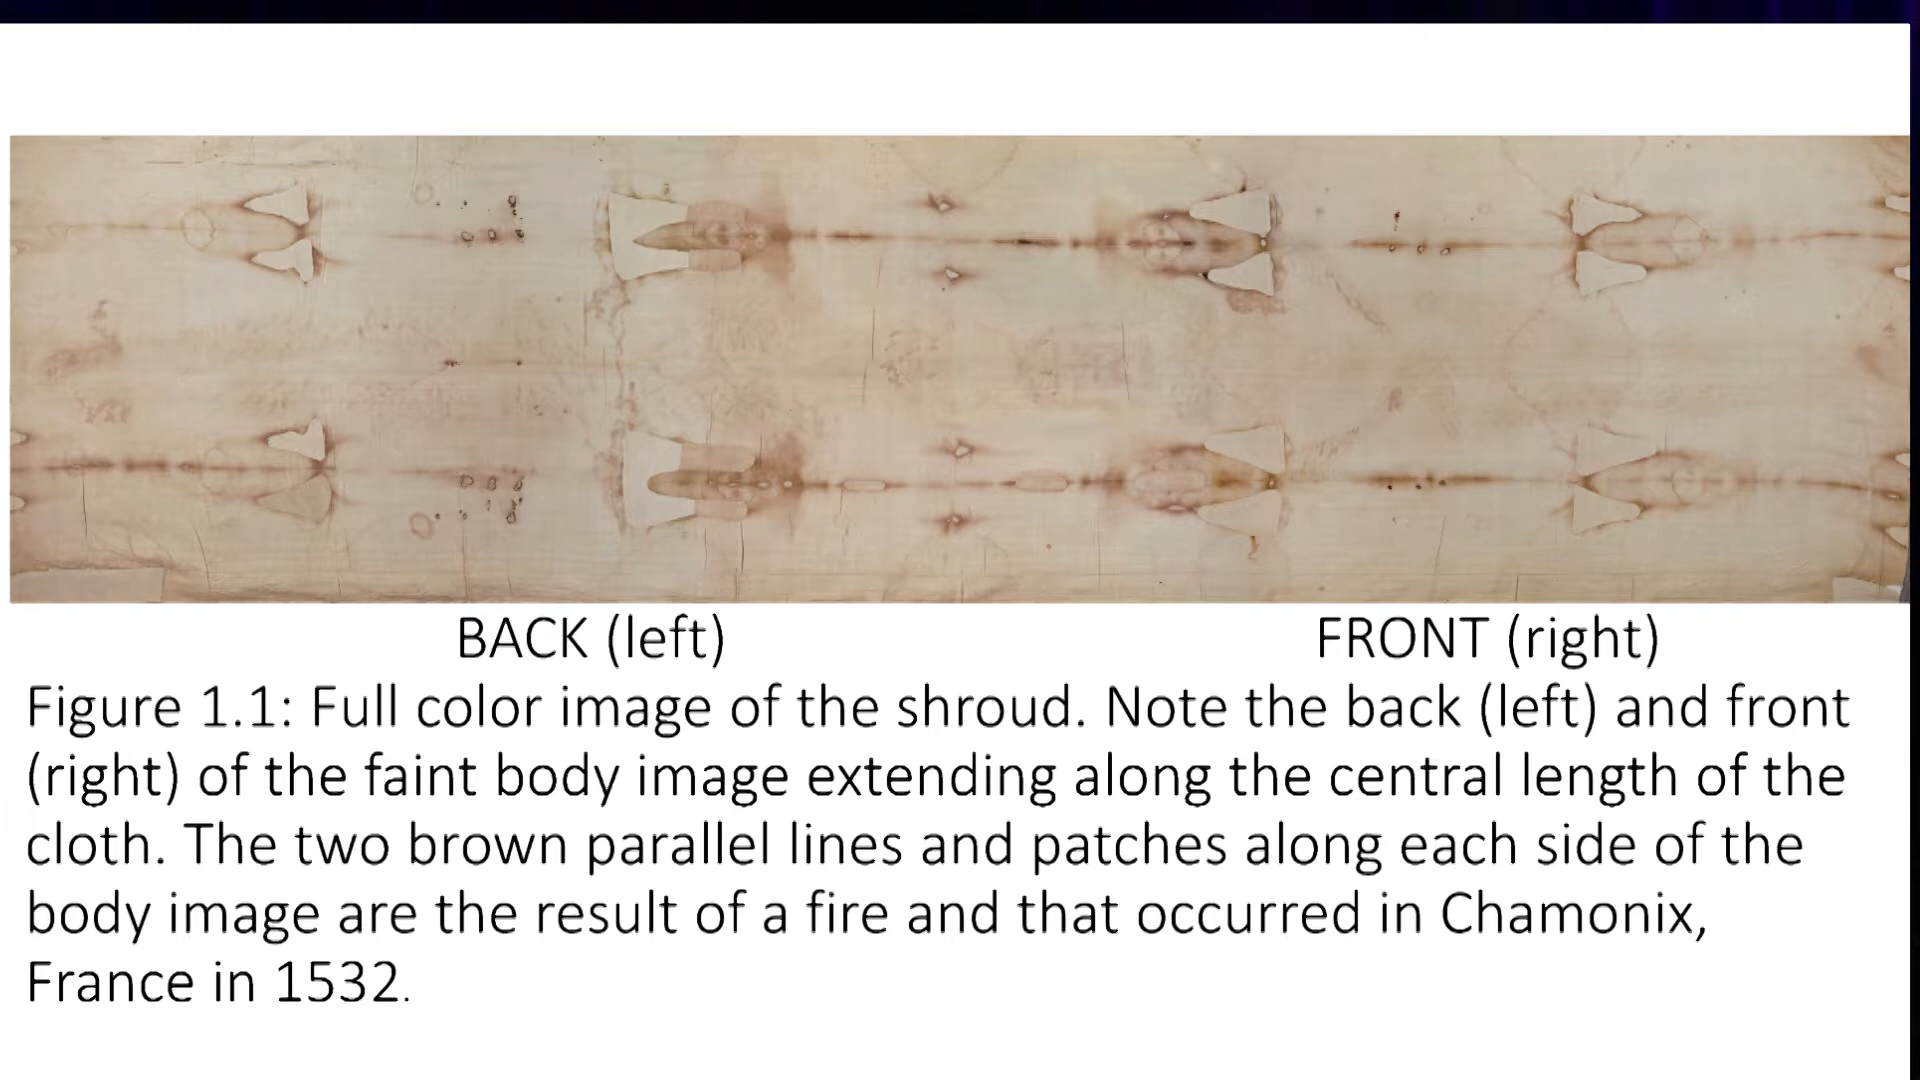 BACK (left) FRONT (right)
Figure 1.1: Full color image of the shroud. Note the back (left) and front
(right) of the faint body image extending along the central length of the
cloth. The two brown parallel lines and patches along each side of the
body image are the result of a fire and that occurred in Chamonix,
France in 1532.